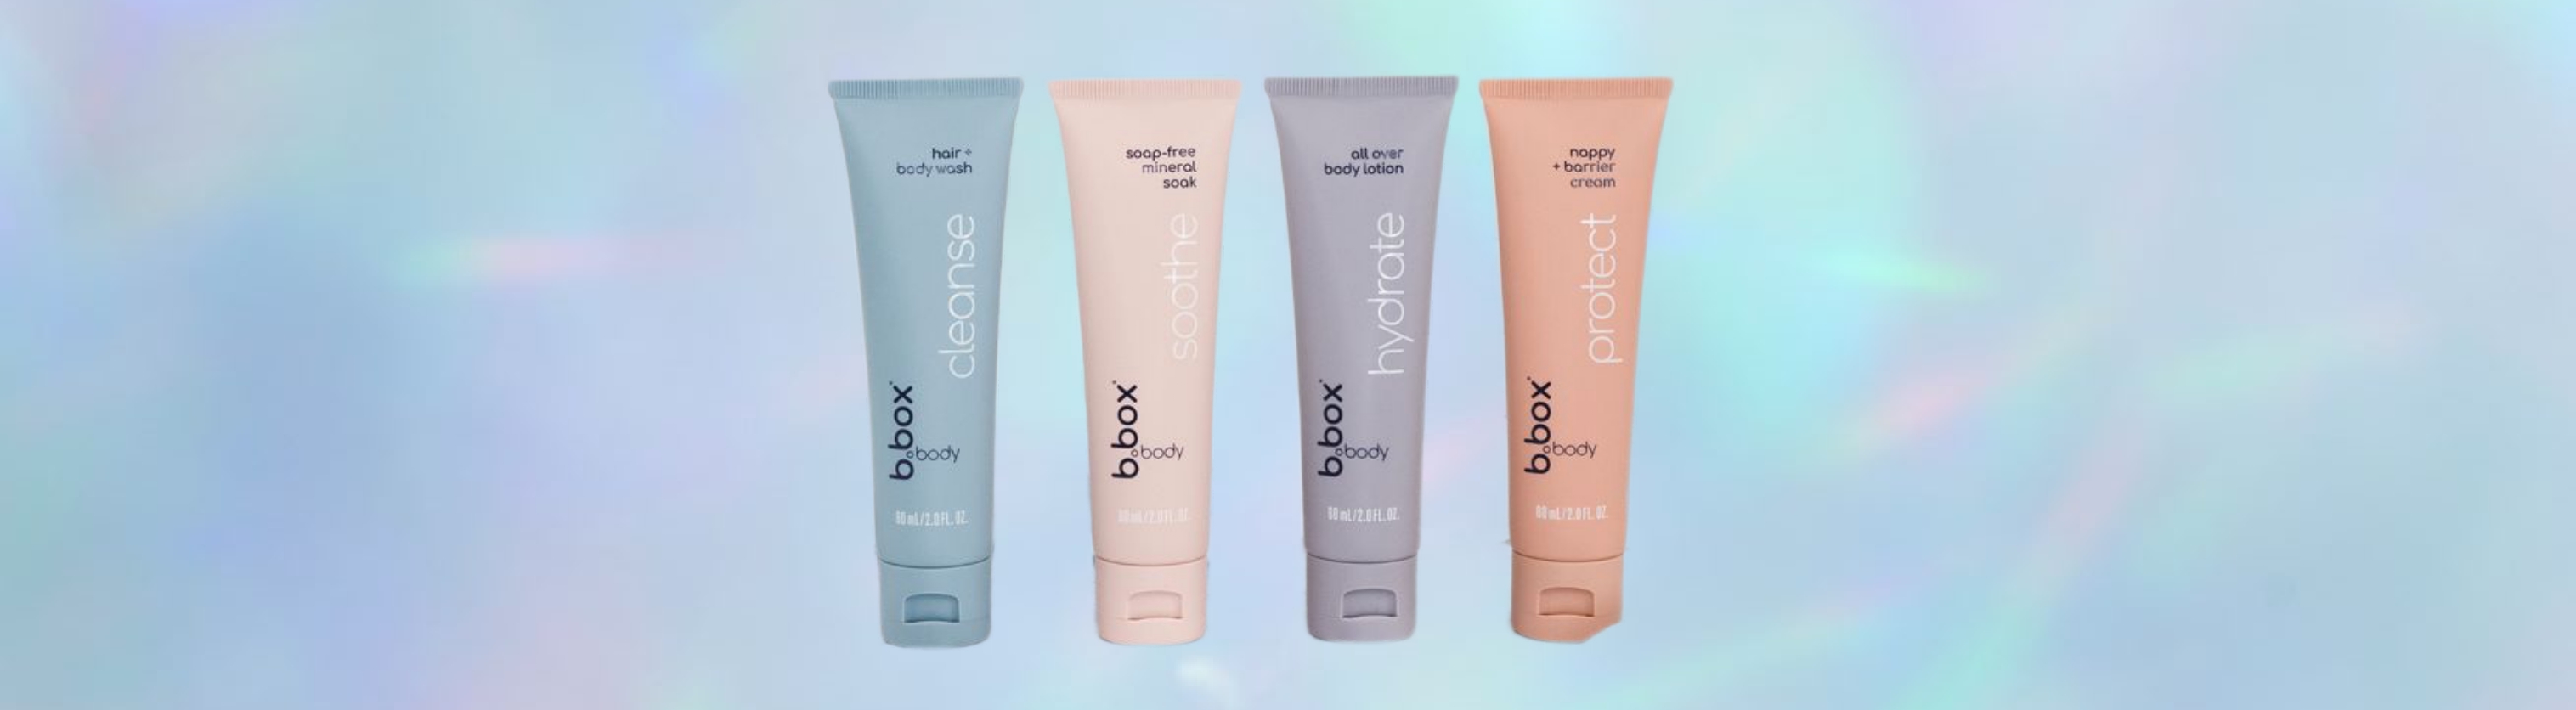 hair +
body wash
cleanse
b.box
body
60 mL/2.0 FL. OZ.
soap-free
mineral
soak
soothe
b.box
body
60 mL/2.0 FL. OZ.
all over
body lotion
hydrate
b.box
body
60 mL/2.0 FL. OZ.
nappy
+ barrier
cream
protect
b.box
body
60 mL/2.0 FL. OZ.